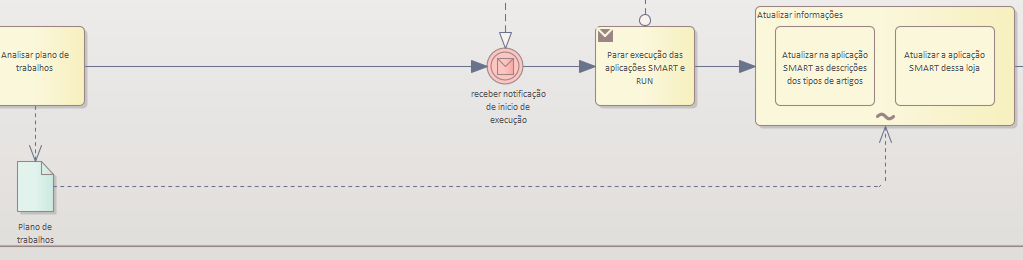 Analisar plano de
trabalhos
receber notificação
de inicio de
execução
Parar execução das
aplicações SMART e
RUN
Atualizar informações
Atualizar na aplicação
SMART as descrições
dos tipos de artigos
Atualizar a aplicação
SMART dessa loja
Plano de
trabalhos